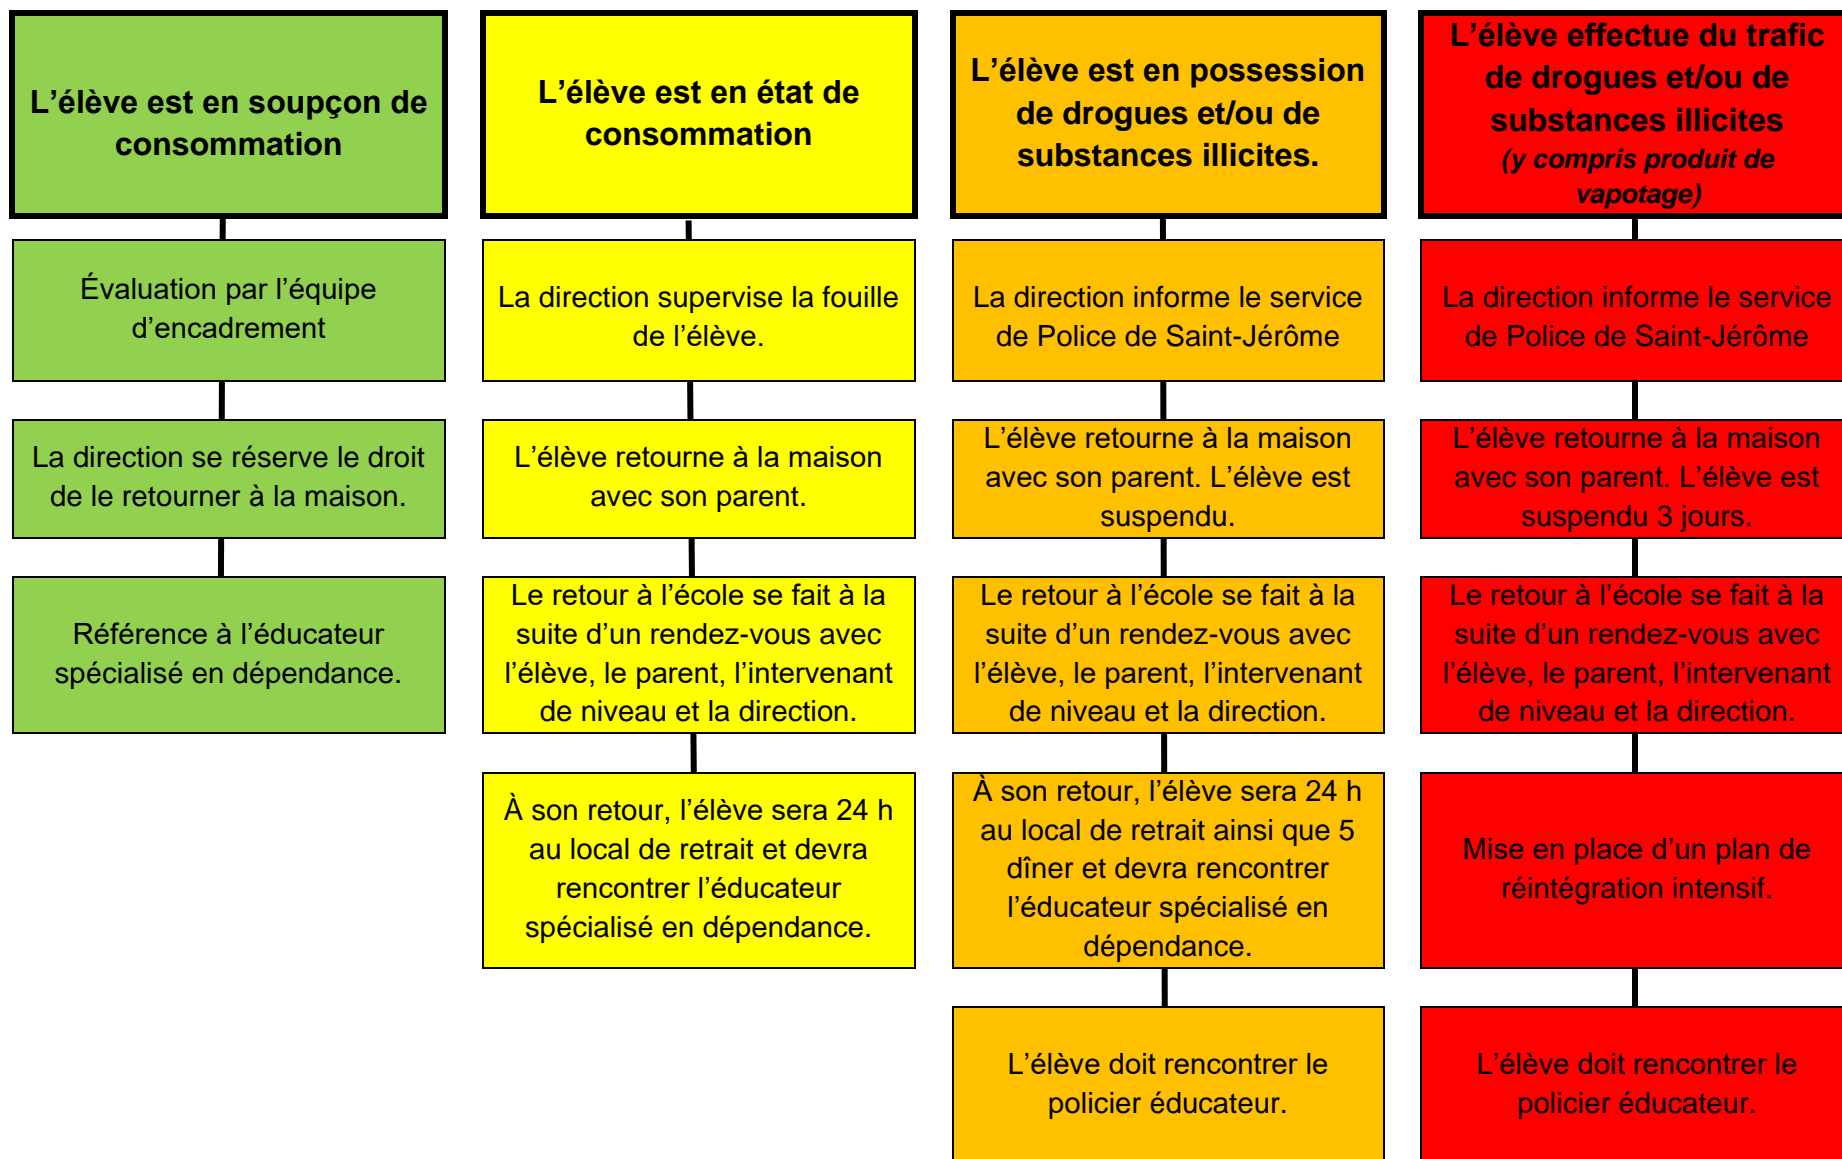 L’élève est en soupçon de
consommation
Évaluation par l’équipe
d’encadrement
La direction se réserve le droit
de le retourner à la maison.
Référence à l’éducateur
spécialisé en dépendance.
L’élève est en état de
consommation
La direction supervise la fouille
de l’élève.
L’élève retourne à la maison
avec son parent.
Le retour à l’école se fait à la
suite d’un rendez-vous avec
l’élève, le parent, l’intervenant
de niveau et la direction.
À son retour, l’élève sera 24 h
au local de retrait et devra
rencontrer l’éducateur
spécialisé en dépendance.
L’élève est en possession
de drogues et/ou de
substances illicites.
La direction informe le service
de Police de Saint-Jérôme
L’élève retourne à la maison
avec son parent. L’élève est
suspendu.
Le retour à l’école se fait à la
suite d’un rendez-vous avec
l’élève, le parent, l’intervenant
de niveau et la direction.
À son retour, l’élève sera 24 h
au local de retrait ainsi que 5
dîner et devra rencontrer
l’éducateur spécialisé en
dépendance.
L’élève doit rencontrer le
policier éducateur.
L’élève effectue du trafic
de drogues et/ou de
substances illicites
(y compris produit de
vapotage)
La direction informe le service
de Police de Saint-Jérôme
L’élève retourne à la maison
avec son parent. L’élève est
suspendu 3 jours.
Le retour à l’école se fait à la
suite d’un rendez-vous avec
l’élève, le parent, l’intervenant
de niveau et la direction.
Mise en place d’un plan de
réintégration intensif.
L’élève doit rencontrer le
policier éducateur.